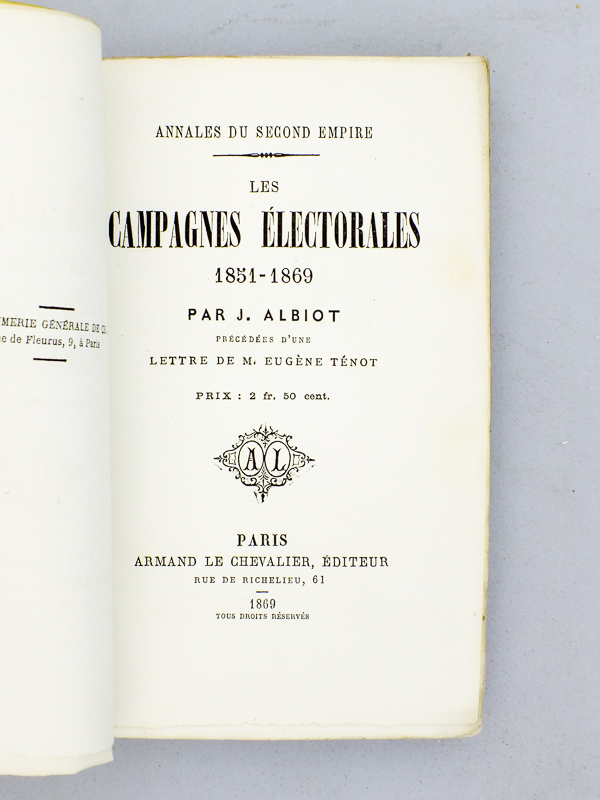 MERIE GÉNÉRALE DE
de Fleurus, 9, à Paris
ANNALES DU SECOND EMPIRE
LES
CAMPAGNES ÉLECTORALES
1851-1869
PAR J. ALBIOT
PRÉCÉDÉES D'UNE
LETTRE DE M. EUGÈNE TÉNOT
PRIX : 2 fr. 50 cent.
AL
PARIS
ARMAND LE CHEVALIER, ÉDITEUR
RUE DE RICHELIEU, 61
1869
TOUS DROITS RÉSERVÉS